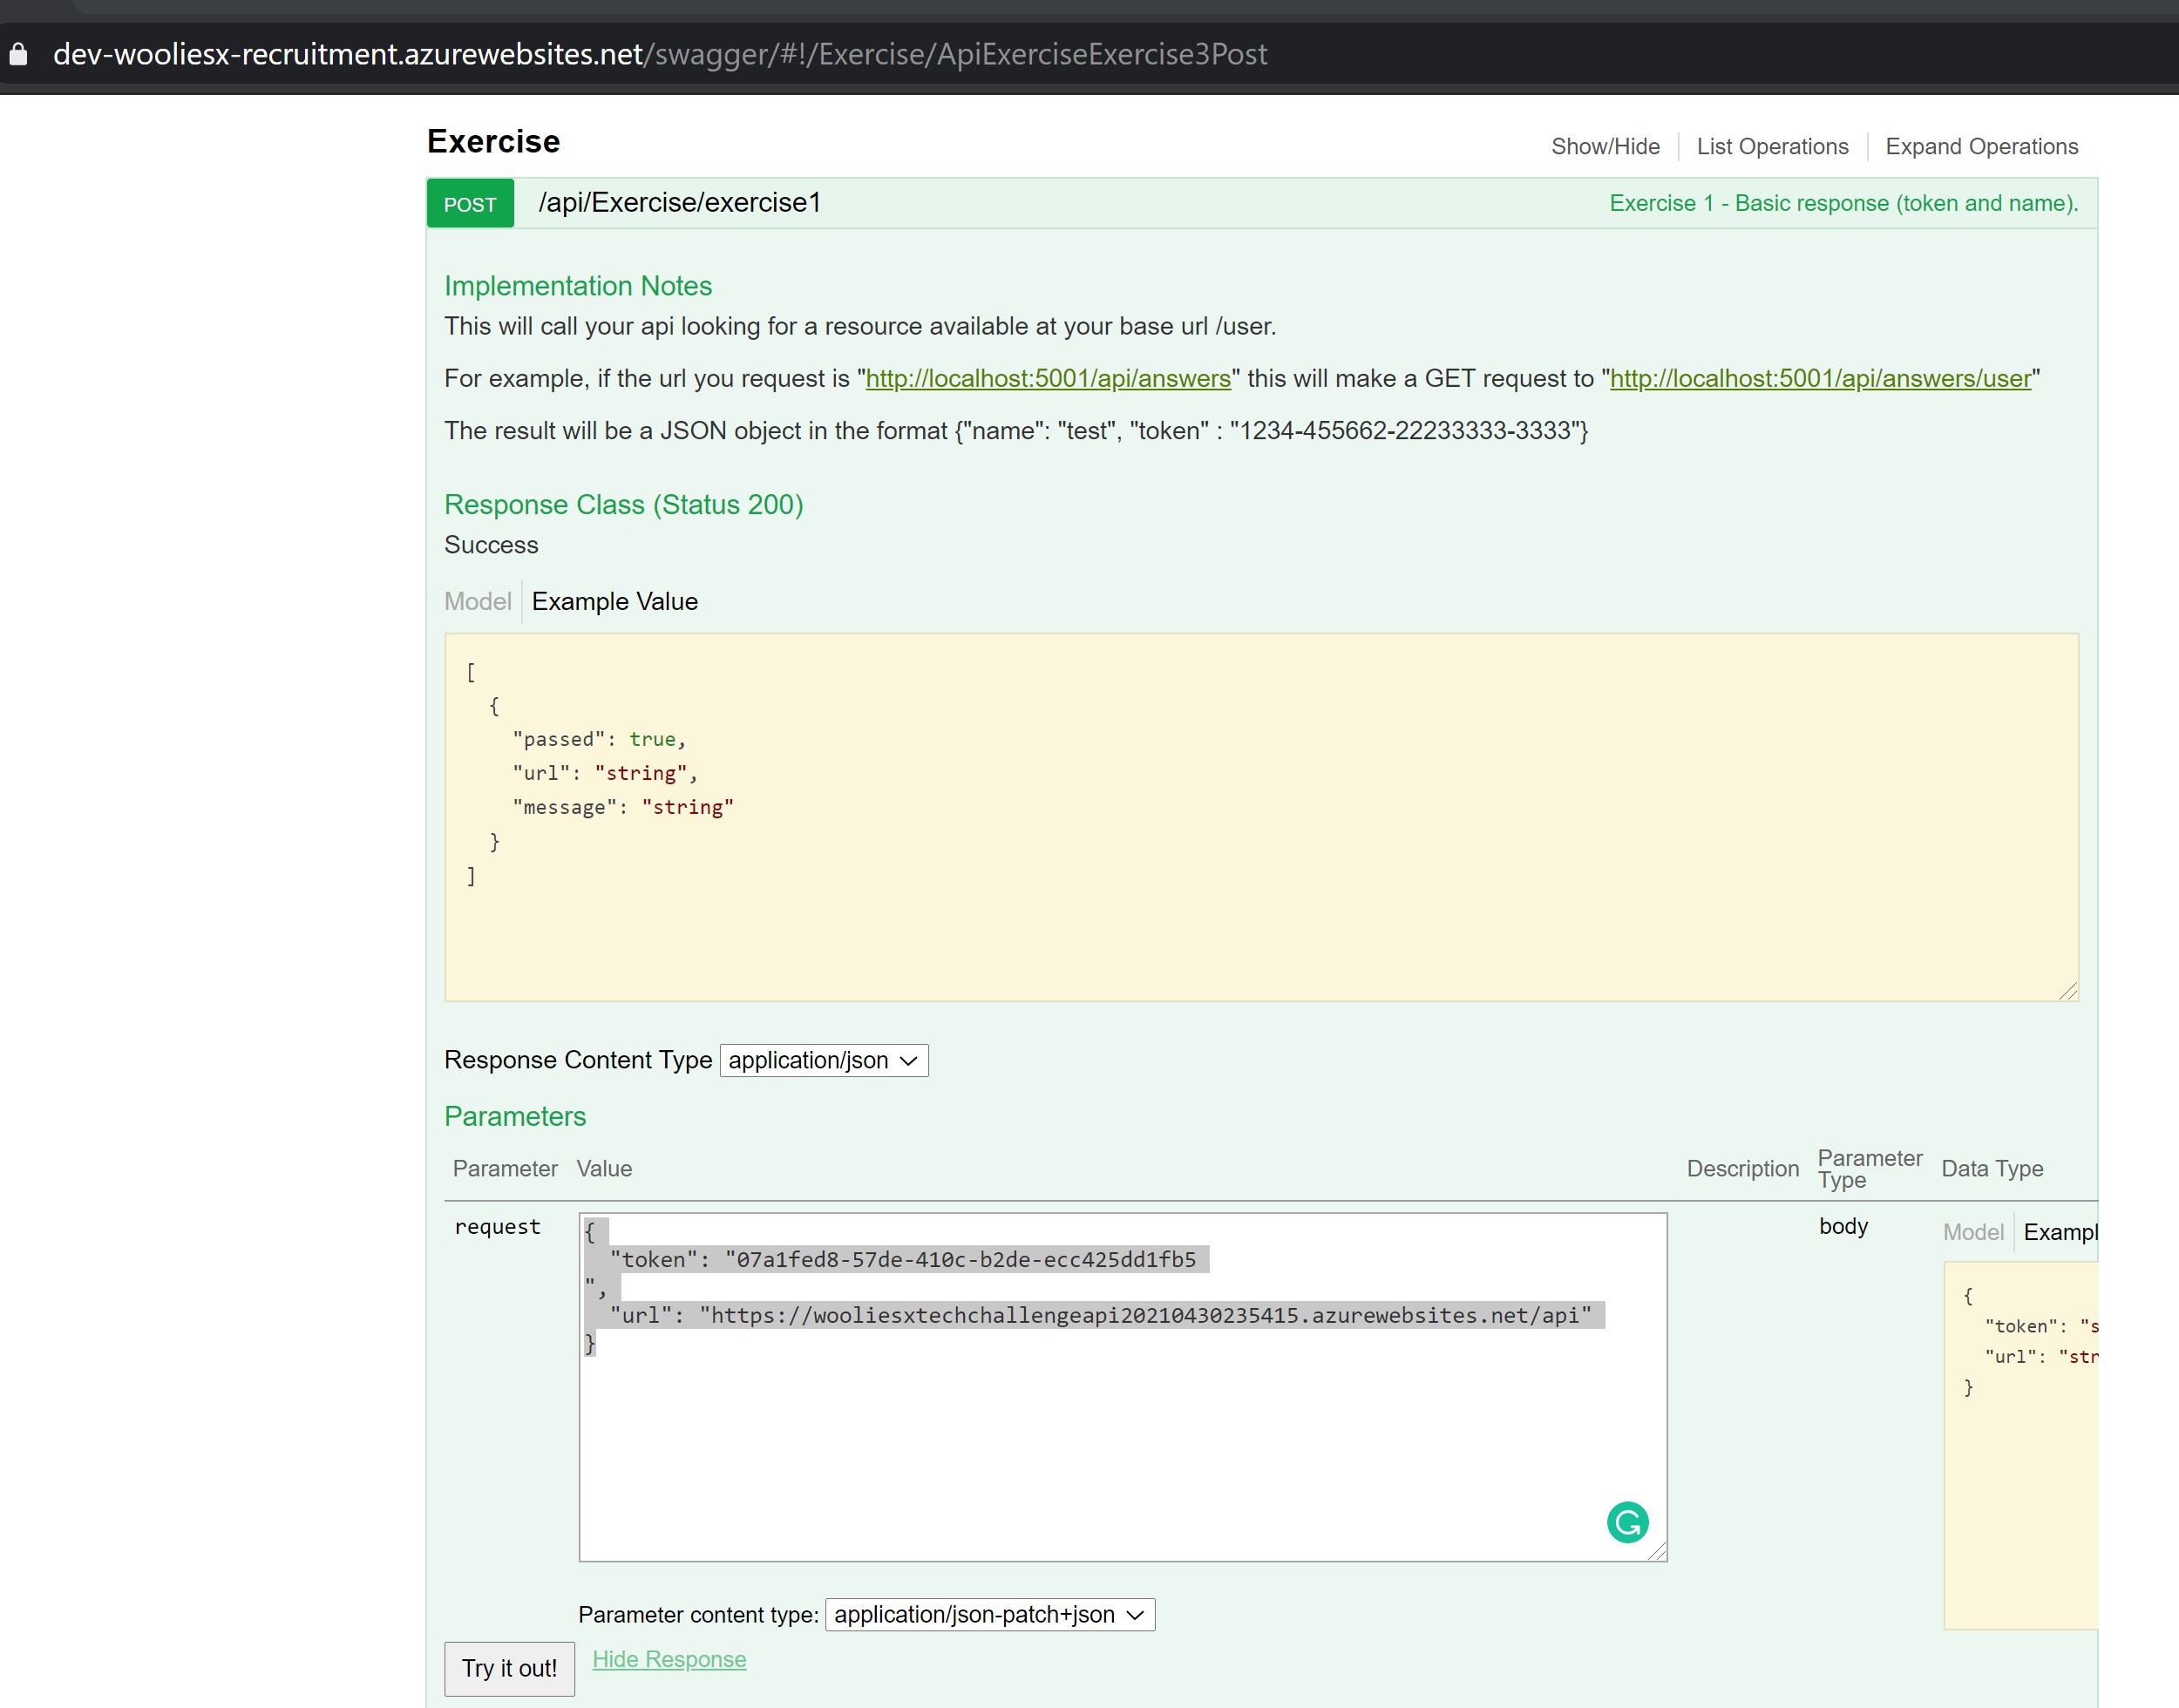 dev-wooliesx-recruitment.azurewebsites.net/swagger/#!/Exercise/ApiExerciseExercise3Post
Exercise
Show/Hide List Operations Expand Operations
POST /api/Exercise/exercise1 Exercise 1 - Basic response (token and name).
Implementation Notes
This will call your api looking for a resource available at your base url /user.
For example, if the url you request is "http://localhost:5001/api/answers" this will make a GET request to "http://localhost:5001/api/answers/user"
The result will be a JSON object in the format {"name": "test", "token" : "1234-455662-22233333-3333"}
Response Class (Status 200)
Success
Model Example Value
[
{
"passed": true,
"url": "string",
"message": "string"
}
]
Response Content Type application/json
Parameters
Parameter Value Description Parameter Type Data Type
request
{
"token": "07a1fed8-57de-410c-b2de-ecc425dd1fb5
",
"url": "https://wooliesxtechchallengeapi20210430235415.azurewebsites.net/api"
}
body
Model Exampl
{
"token": "s
"url": "str
}
Parameter content type: application/json-patch+json
Try it out! Hide Response